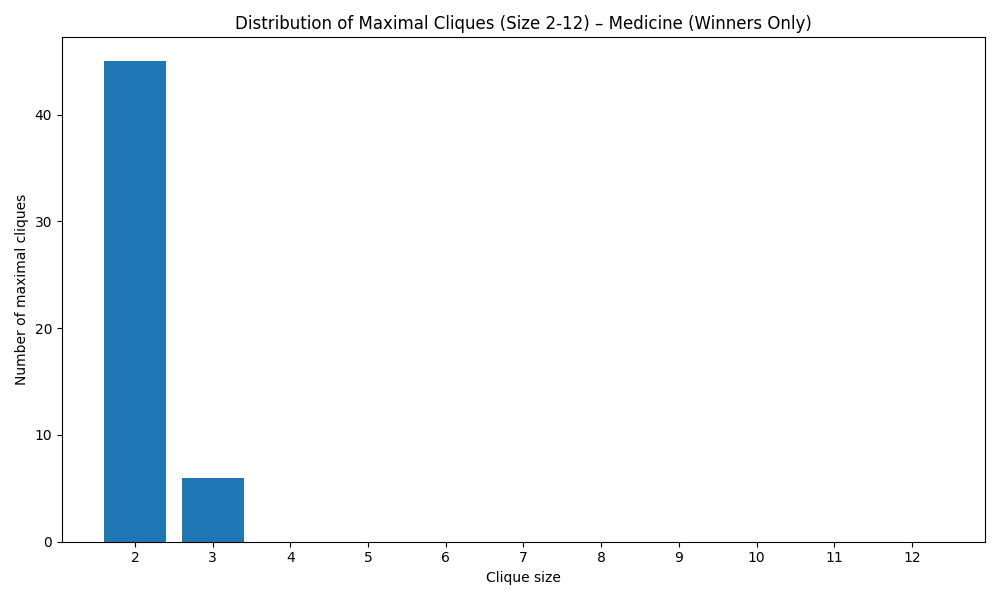 Distribution of Maximal Cliques (Size 2-12) – Medicine (Winners Only)
Number of maximal cliques
40
30
20
10
0
2 3 4 5 6 7 8 9 10 11 12
Clique size